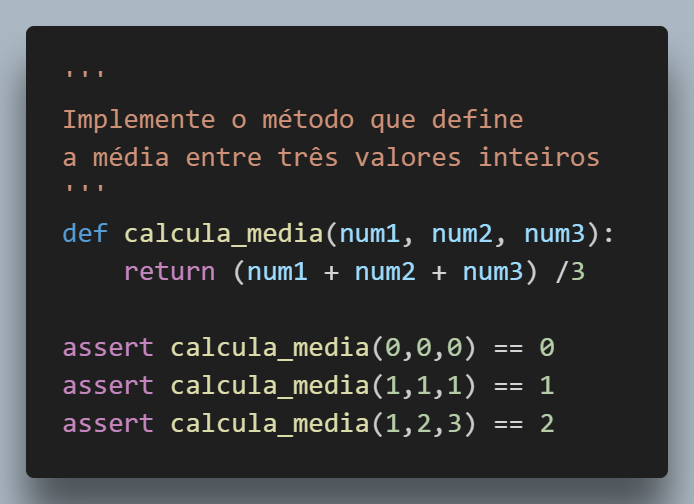 '''
Implemente o método que define
a média entre três valores inteiros
'''
def calcula_media(num1, num2, num3):
    return (num1 + num2 + num3) /3

assert calcula_media(0,0,0) == 0
assert calcula_media(1,1,1) == 1
assert calcula_media(1,2,3) == 2